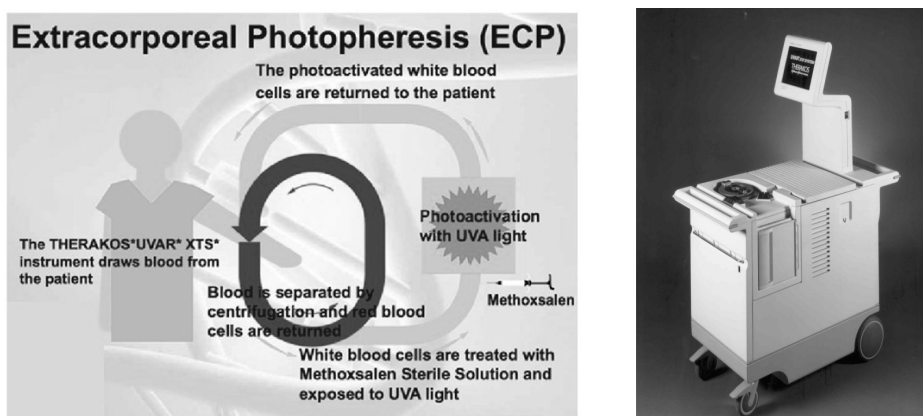 Extracorporeal Photopheresis (ECP)
The photoactivated white blood
cells are returned to the patient
Photoactivation
with UVA light
The THERAKOS*UVAR* XTS*
instrument draws blood from
the patient
Methoxsalen
Blood is separated by
centrifugation and red blood
cells are returned
White blood cells are treated with
Methoxsalen Sterile Solution and
exposed to UVA light
THERAKOS